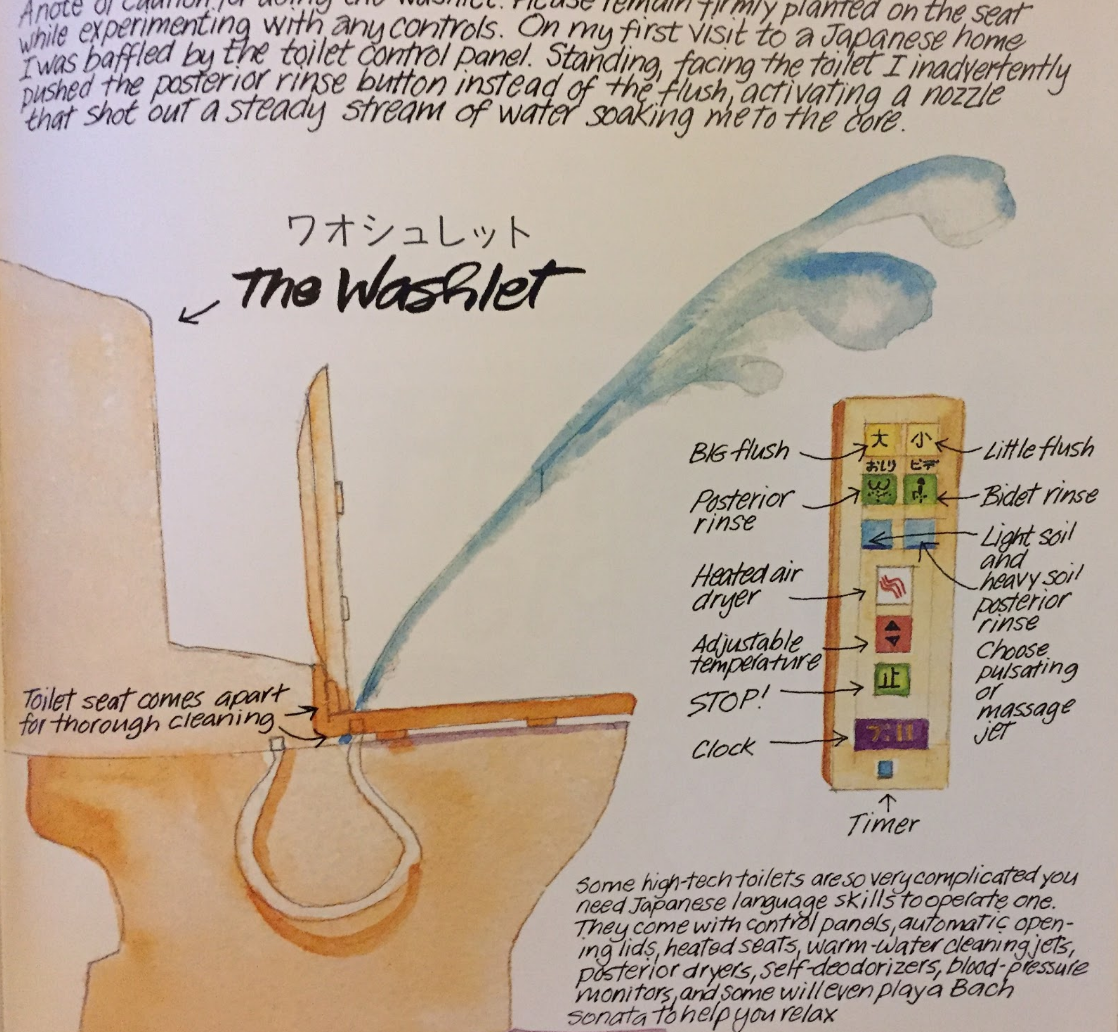 A note of caution for using the washlet: Please remain firmly planted on the seat
while experimenting with any controls. On my first visit to a Japanese home
I was baffled by the toilet control panel. Standing, facing the toilet I inadvertently
pushed the posterior rinse button instead of the flush, activating a nozzle
that shot out a steady stream of water soaking me to the core.
ワオシュレット
The Washlet
BIG flush
大 小
Little flush
おしり ビデ
Posterior
rinse
Bidet rinse
Light soil
and
heavy soil
posterior
rinse
Choose
pulsating
or
massage
jet
Heated air
dryer
Adjustable
temperature
STOP!
止
Clock
7:11
Timer
Toilet seat comes apart
for thorough cleaning
Some high-tech toilets are so very complicated you
need Japanese language skills to operate one.
They come with control panels, automatic open-
ing lids, heated seats, warm-water cleaning jets,
posterior dryers, self-deodorizers, blood-pressure
monitors, and some will even play a Bach
sonata to help you relax